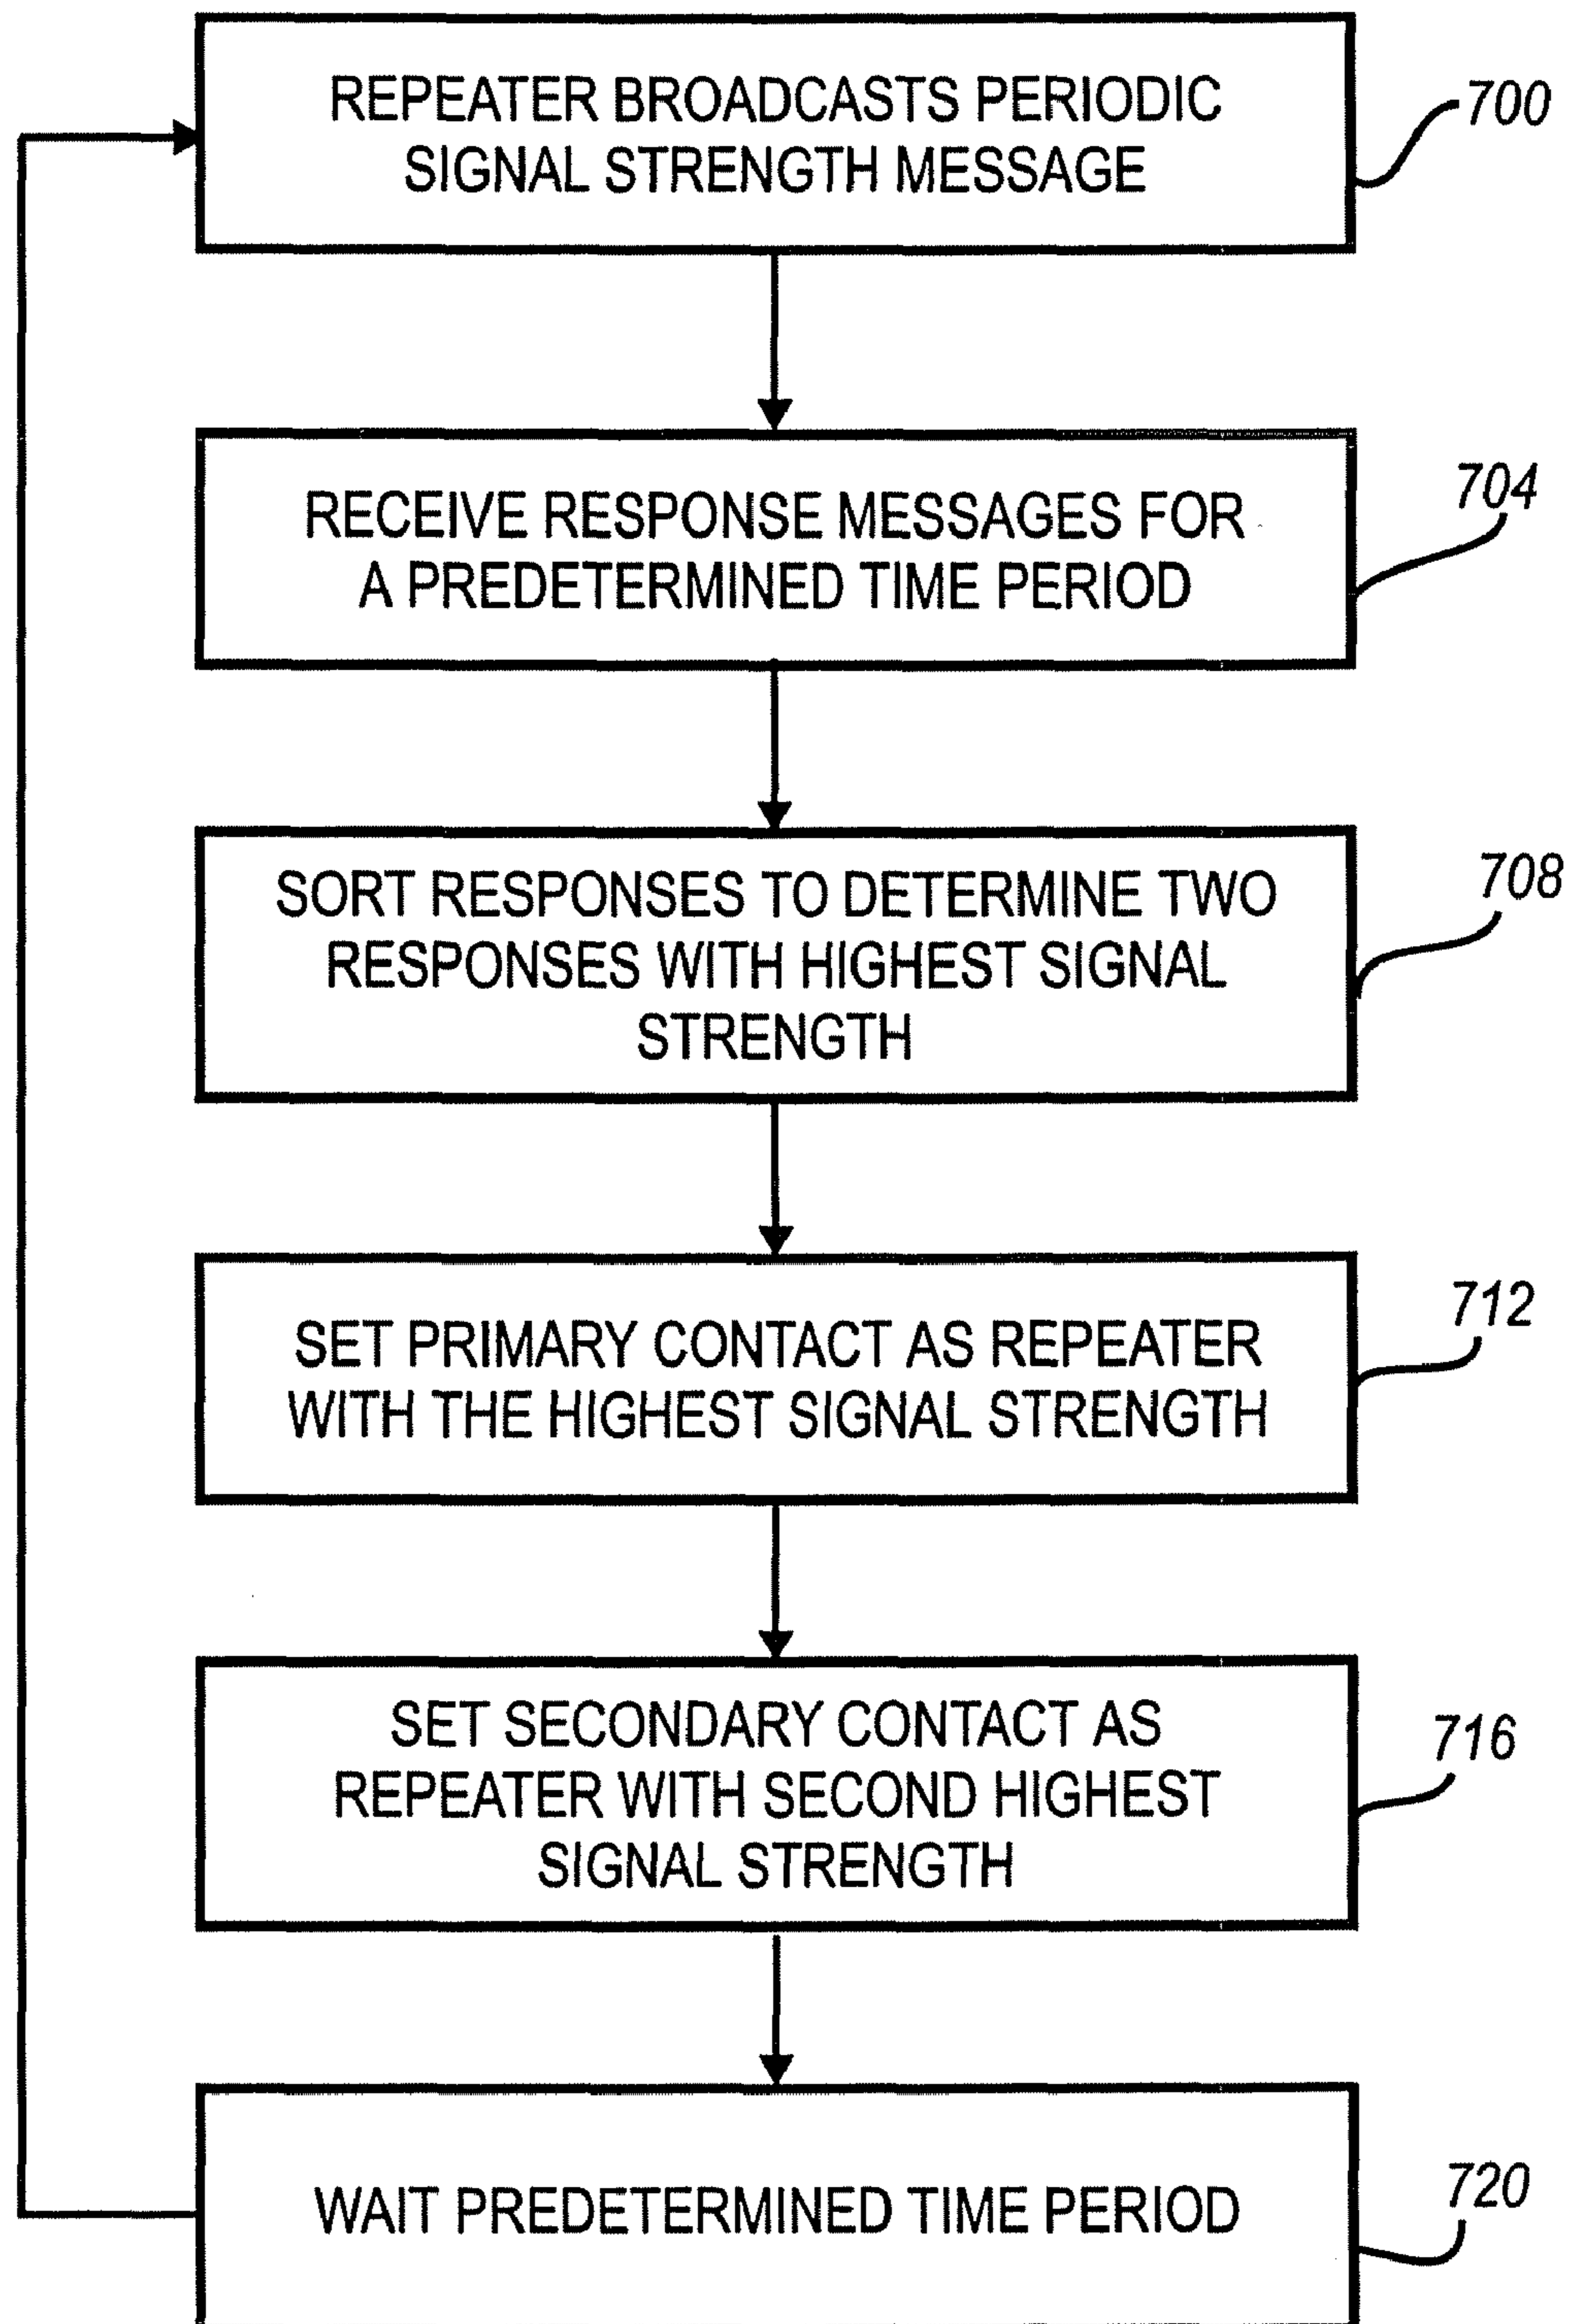 REPEATER BROADCASTS PERIODIC
SIGNAL STRENGTH MESSAGE
700
RECEIVE RESPONSE MESSAGES FOR
A PREDETERMINED TIME PERIOD
704
SORT RESPONSES TO DETERMINE TWO
RESPONSES WITH HIGHEST SIGNAL
STRENGTH
708
SET PRIMARY CONTACT AS REPEATER
WITH THE HIGHEST SIGNAL STRENGTH
712
SET SECONDARY CONTACT AS
REPEATER WITH SECOND HIGHEST
SIGNAL STRENGTH
716
WAIT PREDETERMINED TIME PERIOD
720